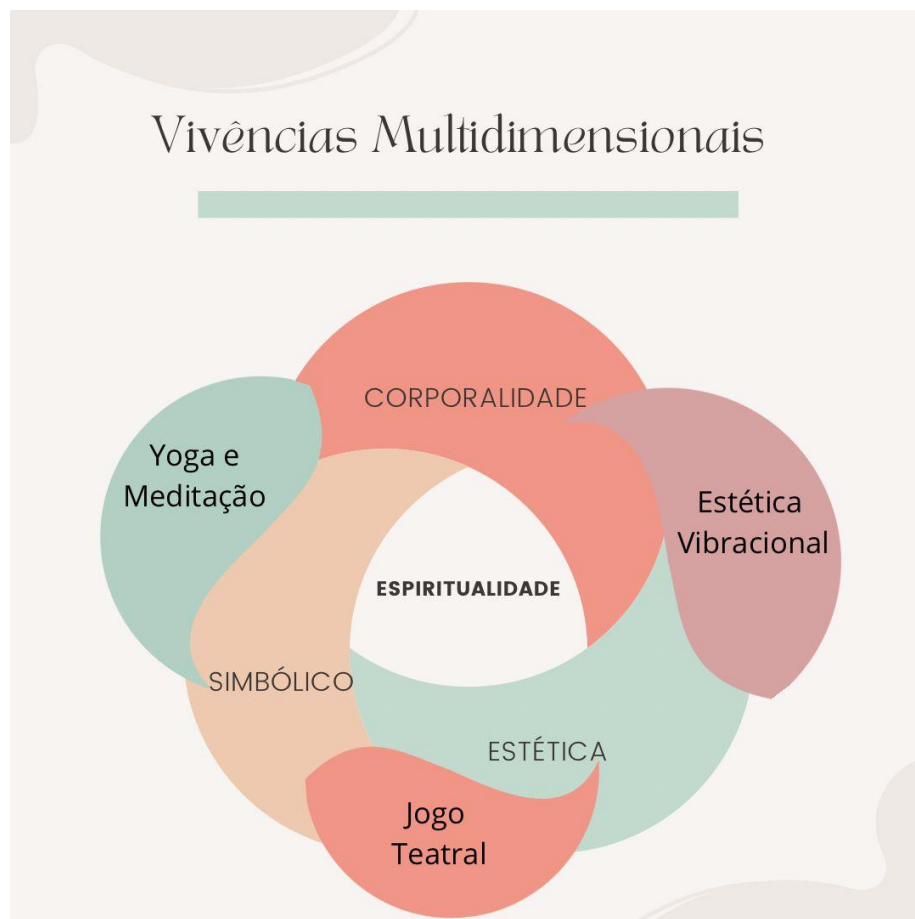 Vivências Multidimensionais
CORPORALIDADE
Yoga e
Meditação
Estética
Vibracional
ESPIRITUALIDADE
SIMBÓLICO
ESTÉTICA
Jogo
Teatral